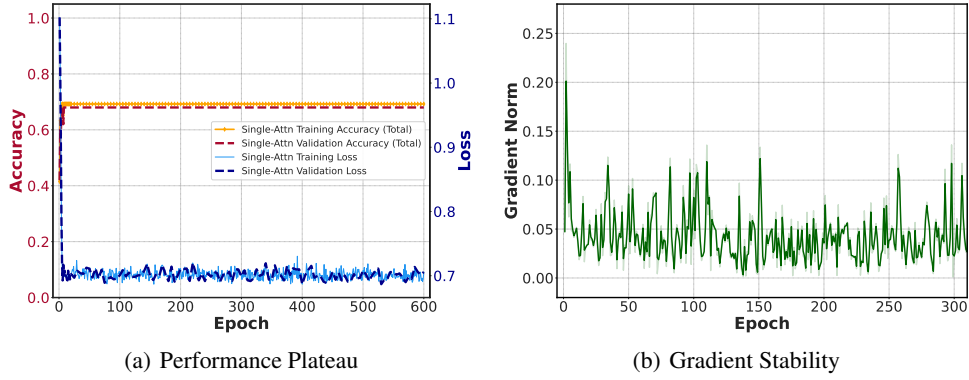 1.0
0.8
0.6
0.4
0.2
0.0
Accuracy
1.1
1.0
0.9
0.8
0.7
Loss
Single-Attn Training Accuracy (Total)
Single-Attn Validation Accuracy (Total)
Single-Attn Training Loss
Single-Attn Validation Loss
0 100 200 300 400 500 600
Epoch
(a) Performance Plateau
0.25
0.20
0.15
0.10
0.05
0.00
Gradient Norm
0 50 100 150 200 250 300
Epoch
(b) Gradient Stability